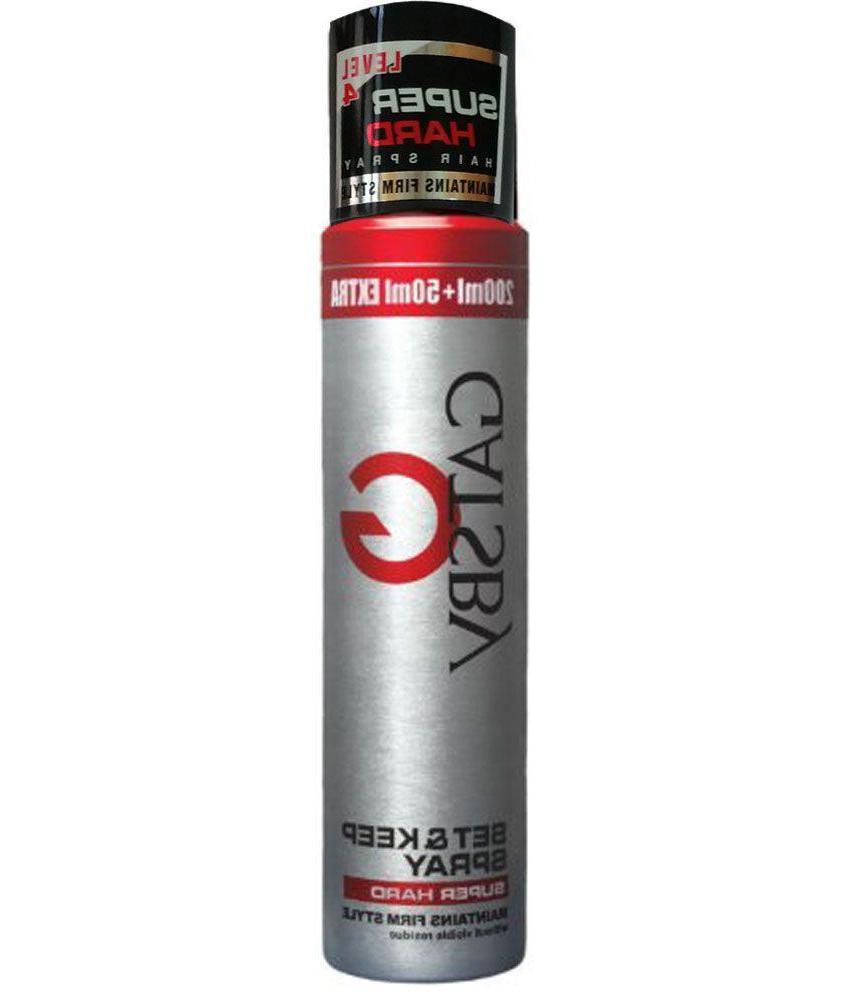 LEVEL
4
SUPER
HARD
HAIR SPRAY
MAINTAINS FIRM STYLE
200ml+50ml EXTRA
GATSBY
G
SET & KEEP
SPRAY
SUPER HARD
MAINTAINS FIRM STYLE
without visible residue